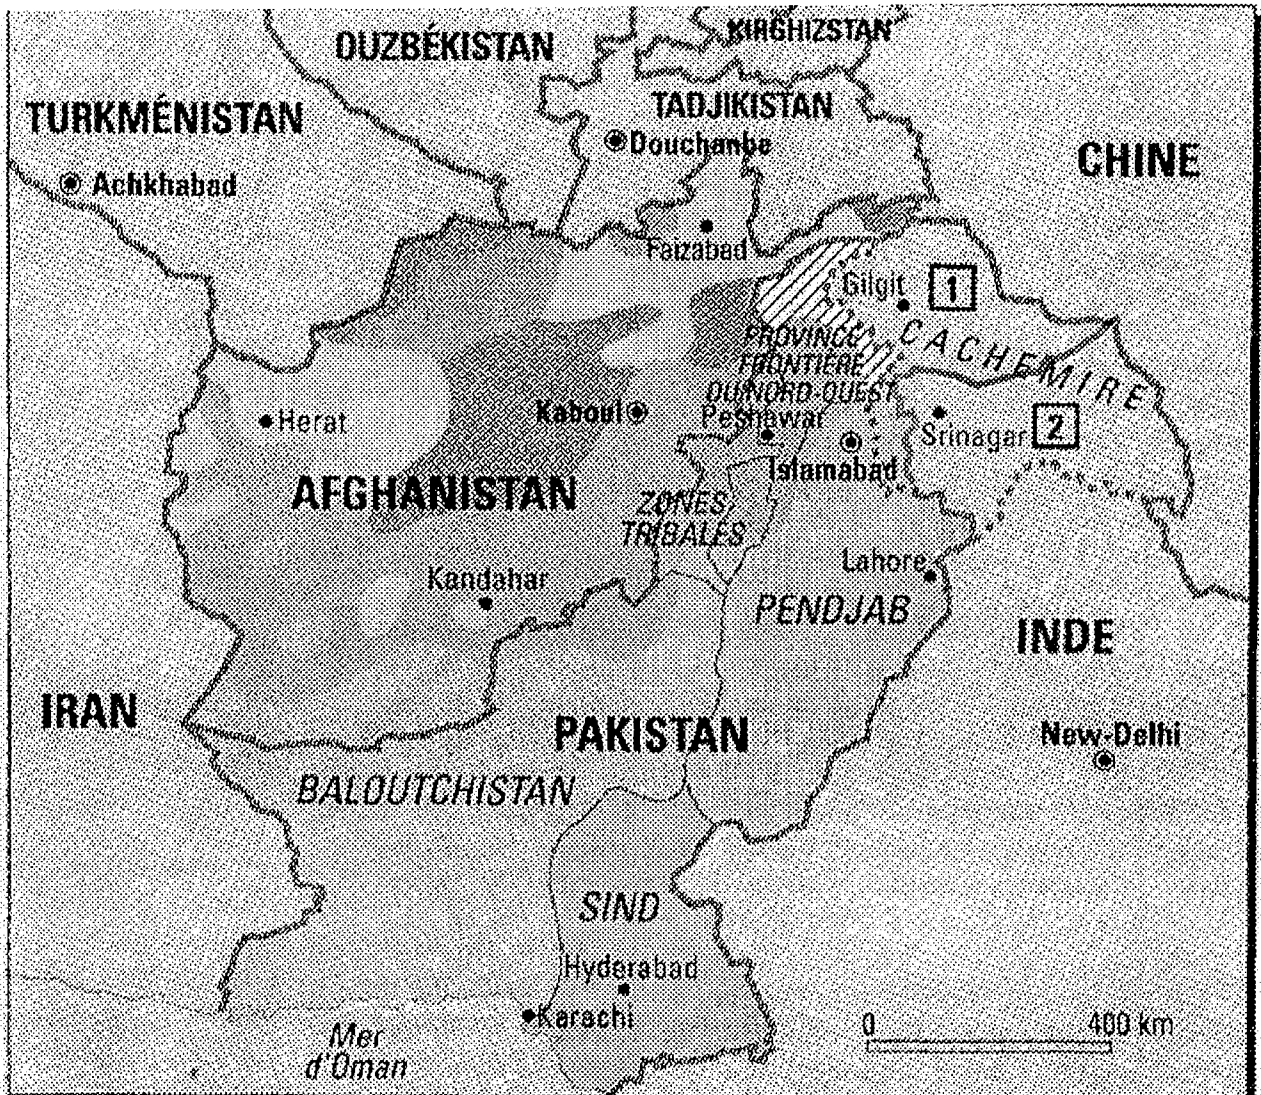 KIRGHIZSTAN
OUZBÉKISTAN
TADJIKISTAN
TURKMÉNISTAN
Douchanbe
CHINE
Achkhabad
Faizabad
Gilgit
1
CACHEMIRE
PROVINCE
FRONTIÈRE
DU NORD-OUEST
Herat
Kaboul
Peshawar
Srinagar
2
Islamabad
AFGHANISTAN
ZONES
TRIBALES
Lahore
Kandahar
PENDJAB
INDE
IRAN
PAKISTAN
New-Delhi
BALOUTCHISTAN
SIND
Hyderabad
Karachi
0 400 km
Mer
d'Oman